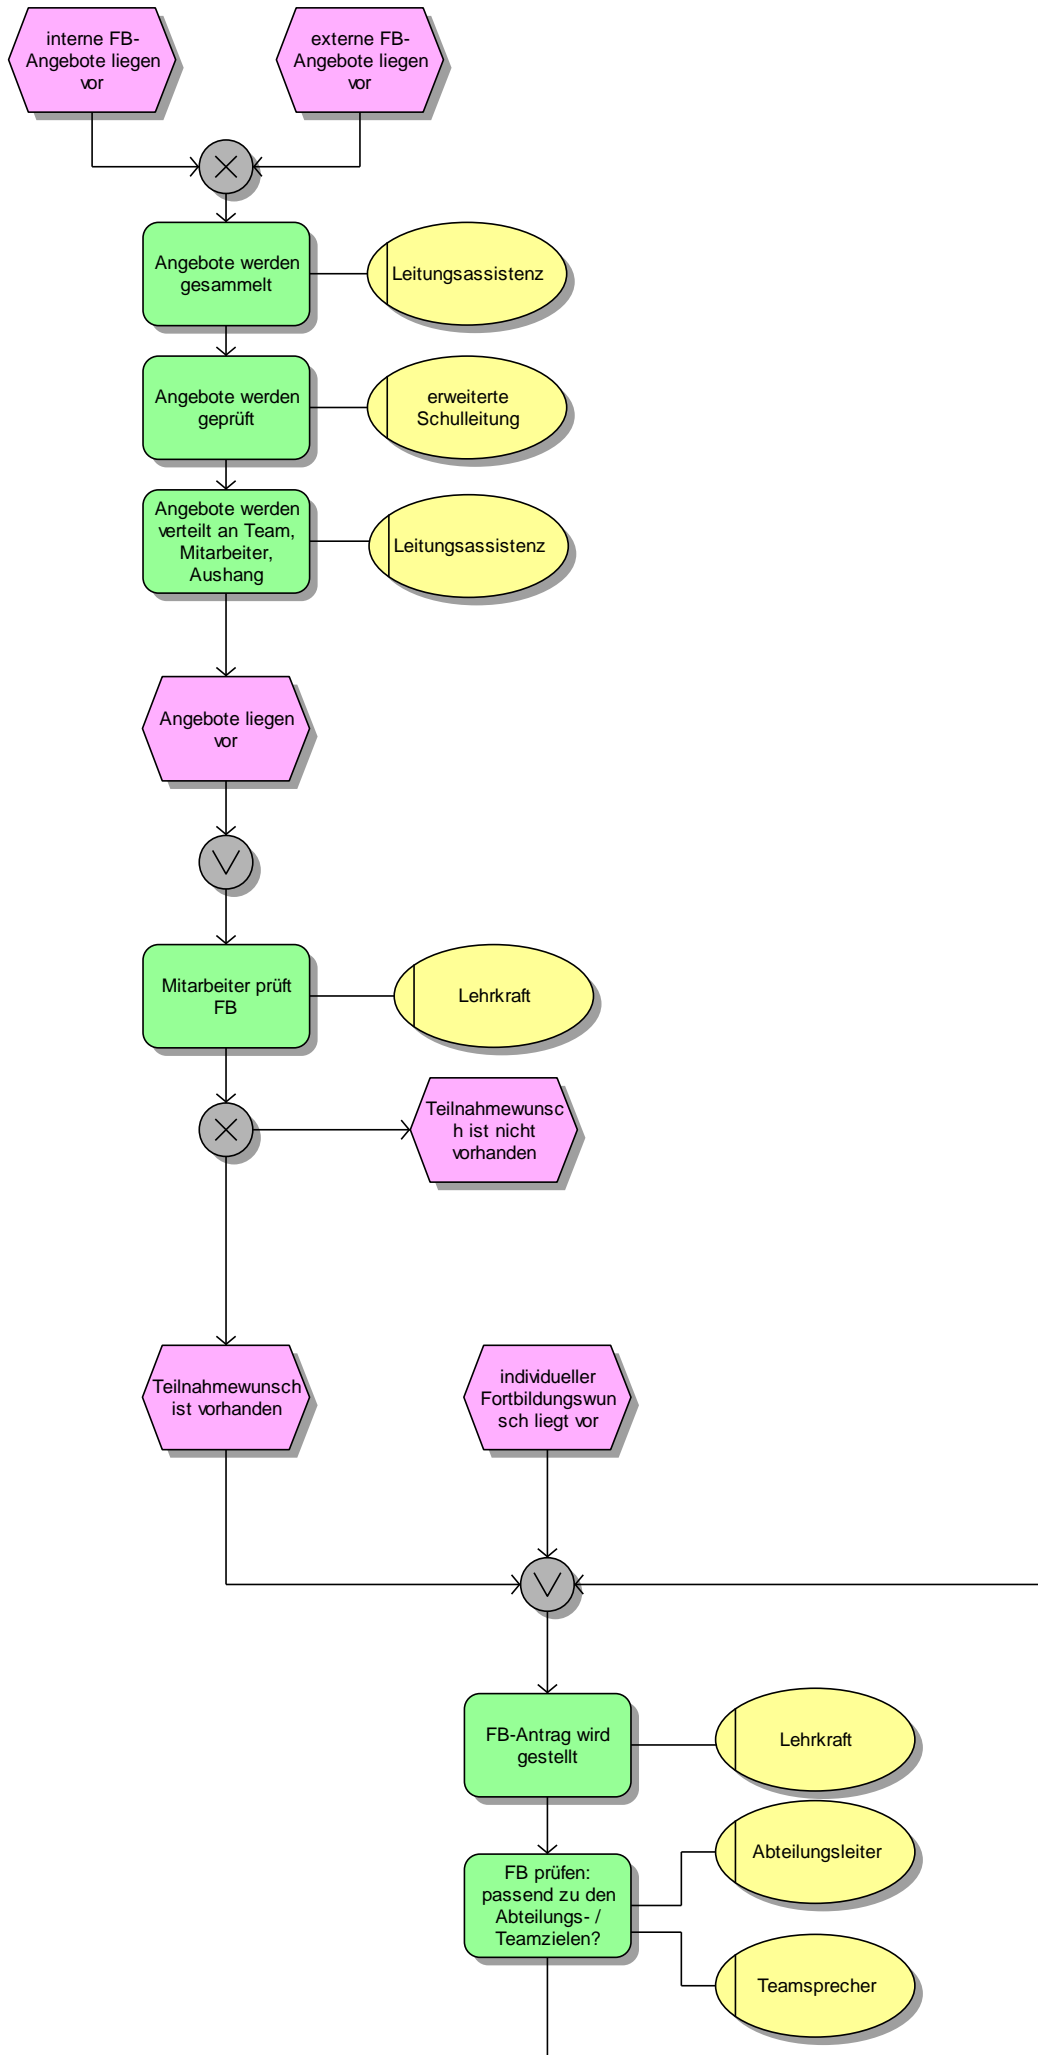 interne FB-
Angebote liegen
vor
externe FB-
Angebote liegen
vor
Angebote werden
gesammelt
Leitungsassistenz
Angebote werden
geprüft
erweiterte
Schulleitung
Angebote werden
verteilt an Team,
Mitarbeiter,
Aushang
Leitungsassistenz
Angebote liegen
vor
Mitarbeiter prüft
FB
Lehrkraft
Teilnahmewunsc
h ist nicht
vorhanden
Teilnahmewunsch
ist vorhanden
individueller
Fortbildungswun
sch liegt vor
FB-Antrag wird
gestellt
Lehrkraft
FB prüfen:
passend zu den
Abteilungs- /
Teamzielen?
Abteilungsleiter
Teamsprecher